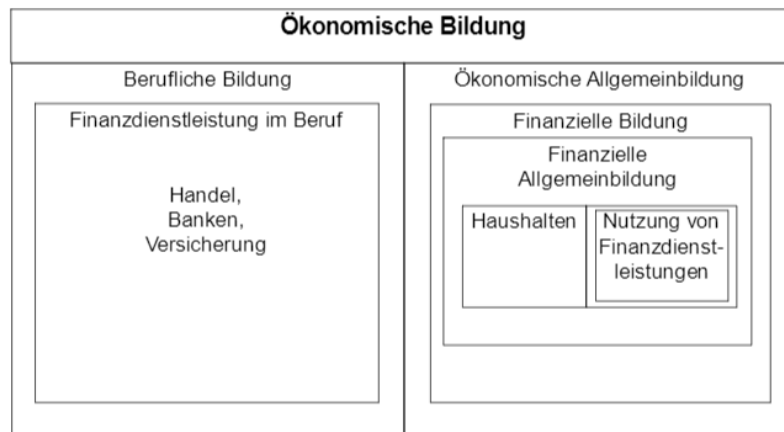 Ökonomische Bildung
Berufliche Bildung
Finanzdienstleistung im Beruf
Handel,
Banken,
Versicherung
Ökonomische Allgemeinbildung
Finanzielle Bildung
Finanzielle
Allgemeinbildung
Haushalten
Nutzung von
Finanzdienst-
leistungen